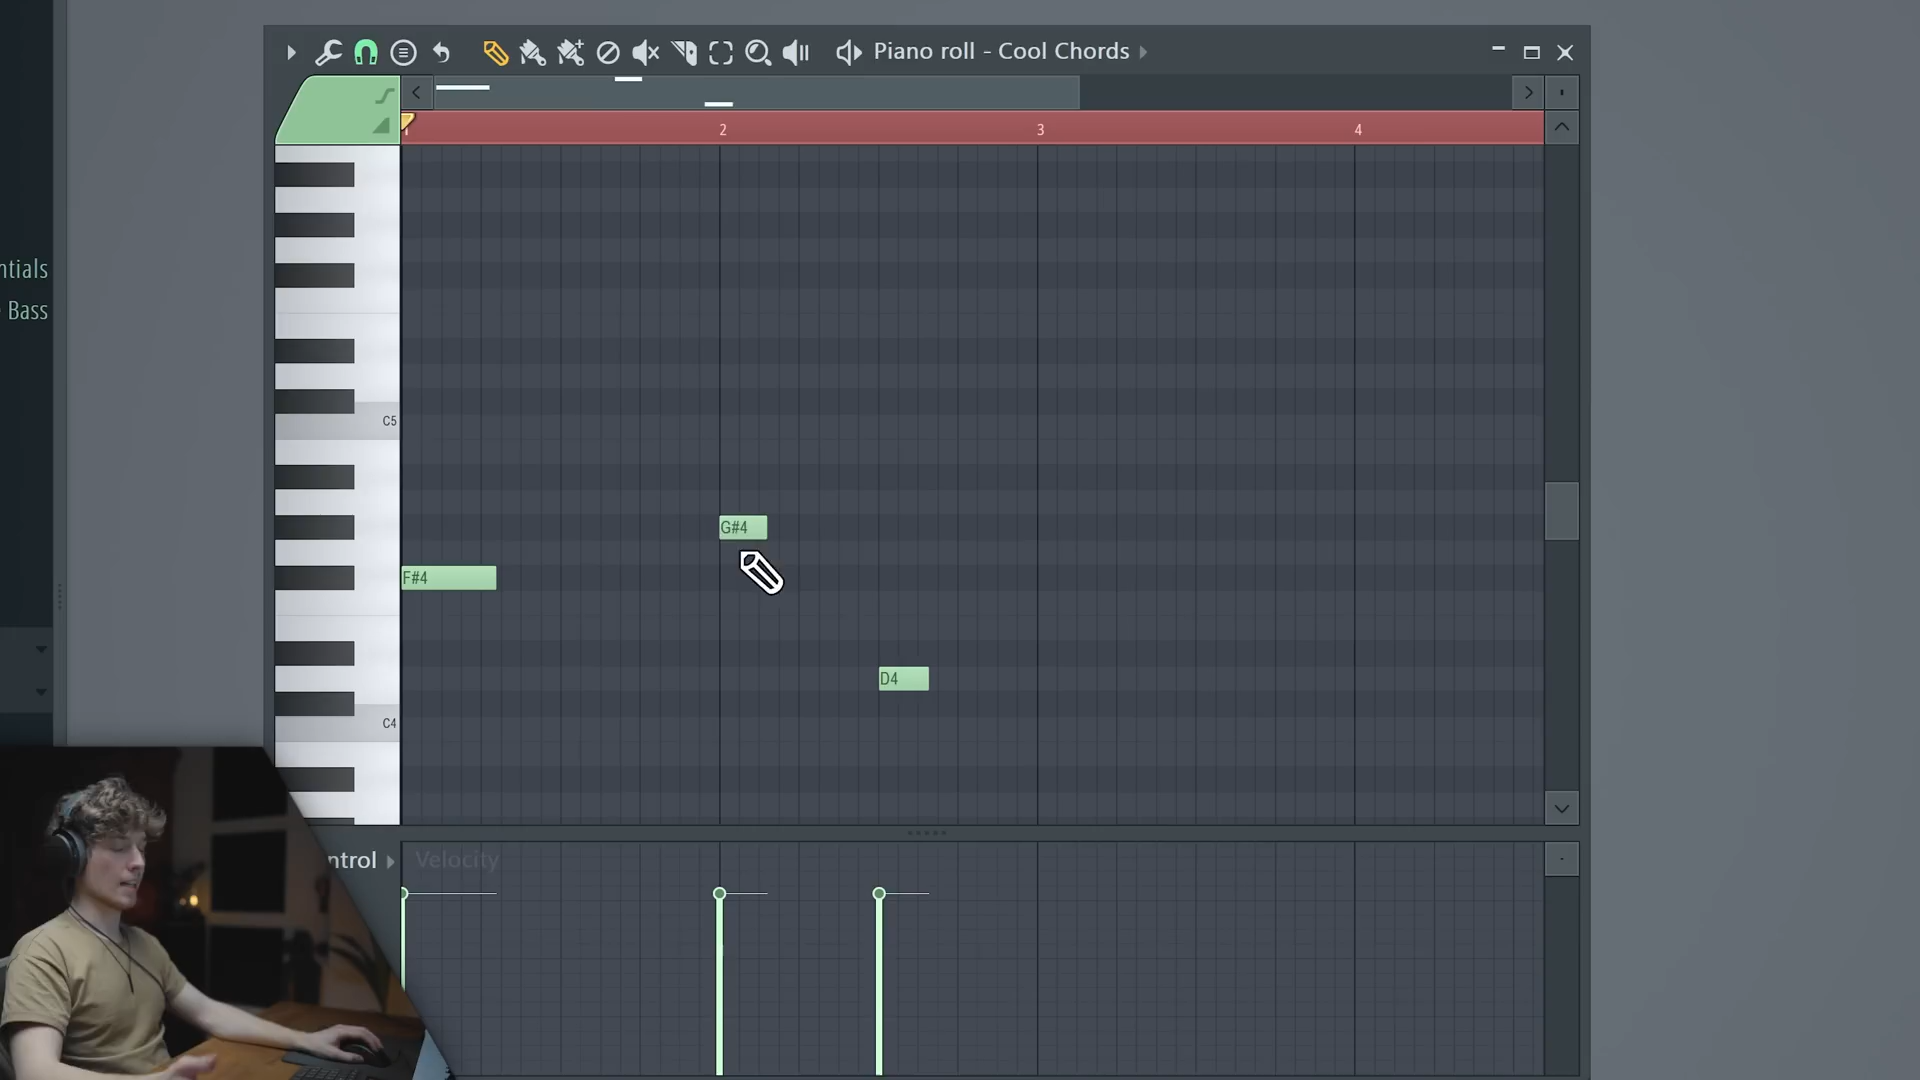 Piano roll - Cool Chords
2
3
4
ntials
Bass
C5
G#4
F#4
D4
C4
ntrol
Velocity